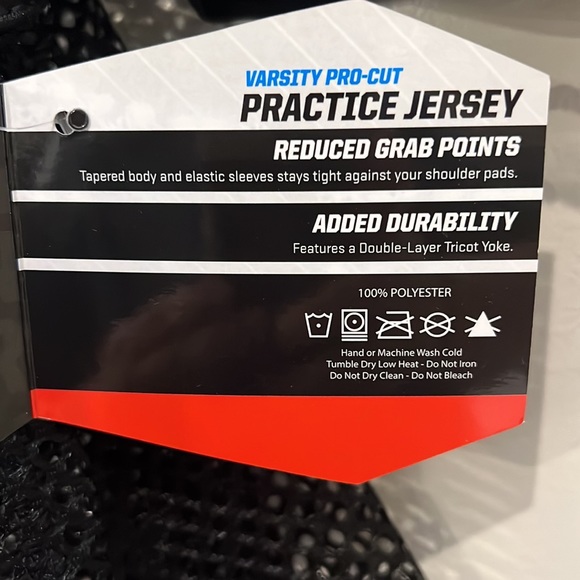 VARSITY PRO-CUT
PRACTICE JERSEY
REDUCED GRAB POINTS
Tapered body and elastic sleeves stays tight against your shoulder pads.
ADDED DURABILITY
Features a Double-Layer Tricot Yoke.
100% POLYESTER
Hand or Machine Wash Cold
Tumble Dry Low Heat - Do Not Iron
Do Not Dry Clean - Do Not Bleach